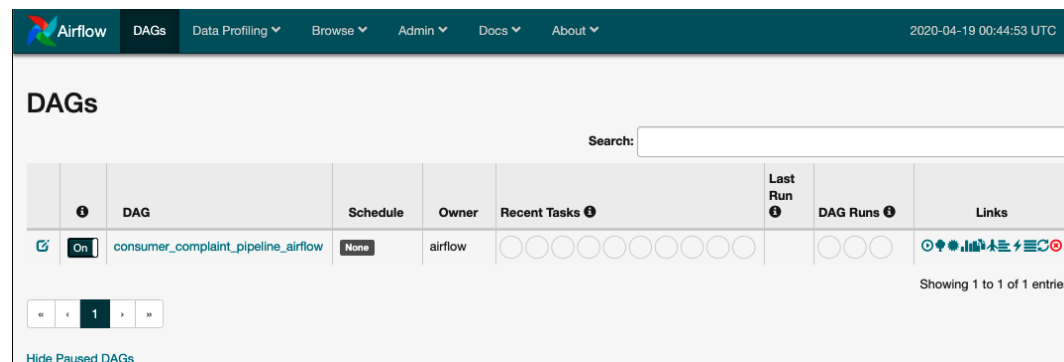 Airflow DAGs Data Profiling Browse Admin Docs About 2020-04-19 00:44:53 UTC
DAGs
Search:
DAG Schedule Owner Recent Tasks Last Run DAG Runs Links
On consumer_complaint_pipeline_airflow None airflow
Showing 1 to 1 of 1 entrie
« ‹ 1 › »
Hide Paused DAGs